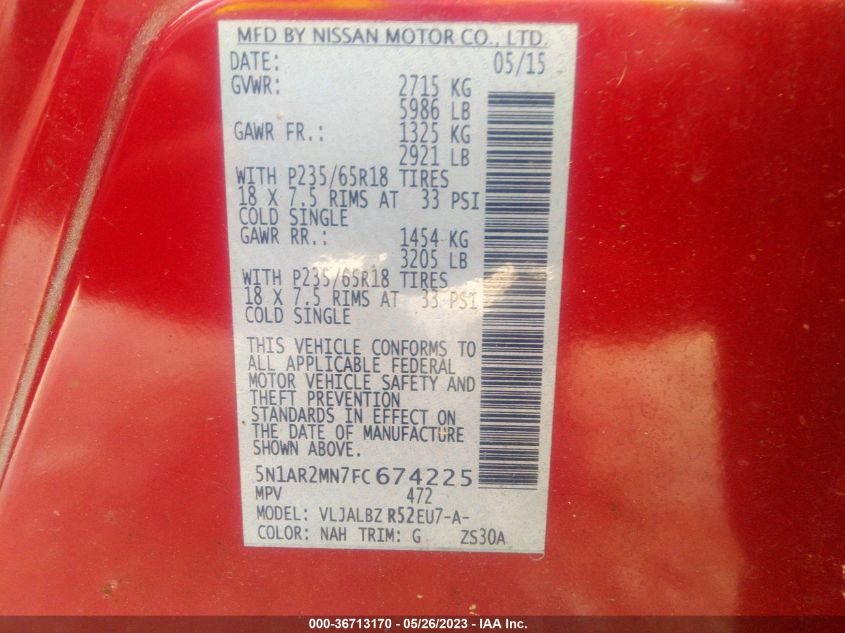 MFD BY NISSAN MOTOR CO., LTD.
DATE: 05/15
GVWR: 2715 KG
5986 LB
GAWR FR.: 1325 KG
2921 LB
WITH P235/65R18 TIRES
18 X 7.5 RIMS AT 33 PSI
COLD SINGLE
GAWR RR.: 1454 KG
3205 LB
WITH P235/65R18 TIRES
18 X 7.5 RIMS AT 33 PSI
COLD SINGLE
THIS VEHICLE CONFORMS TO
ALL APPLICABLE FEDERAL
MOTOR VEHICLE SAFETY AND
THEFT PREVENTION
STANDARDS IN EFFECT ON
THE DATE OF MANUFACTURE
SHOWN ABOVE.
5N1AR2MN7FC674225
MPV 472
MODEL: VLJALBZ R52EU7-A-
COLOR: NAH TRIM: G ZS30A
000-36713170 - 05/26/2023 - IAA Inc.